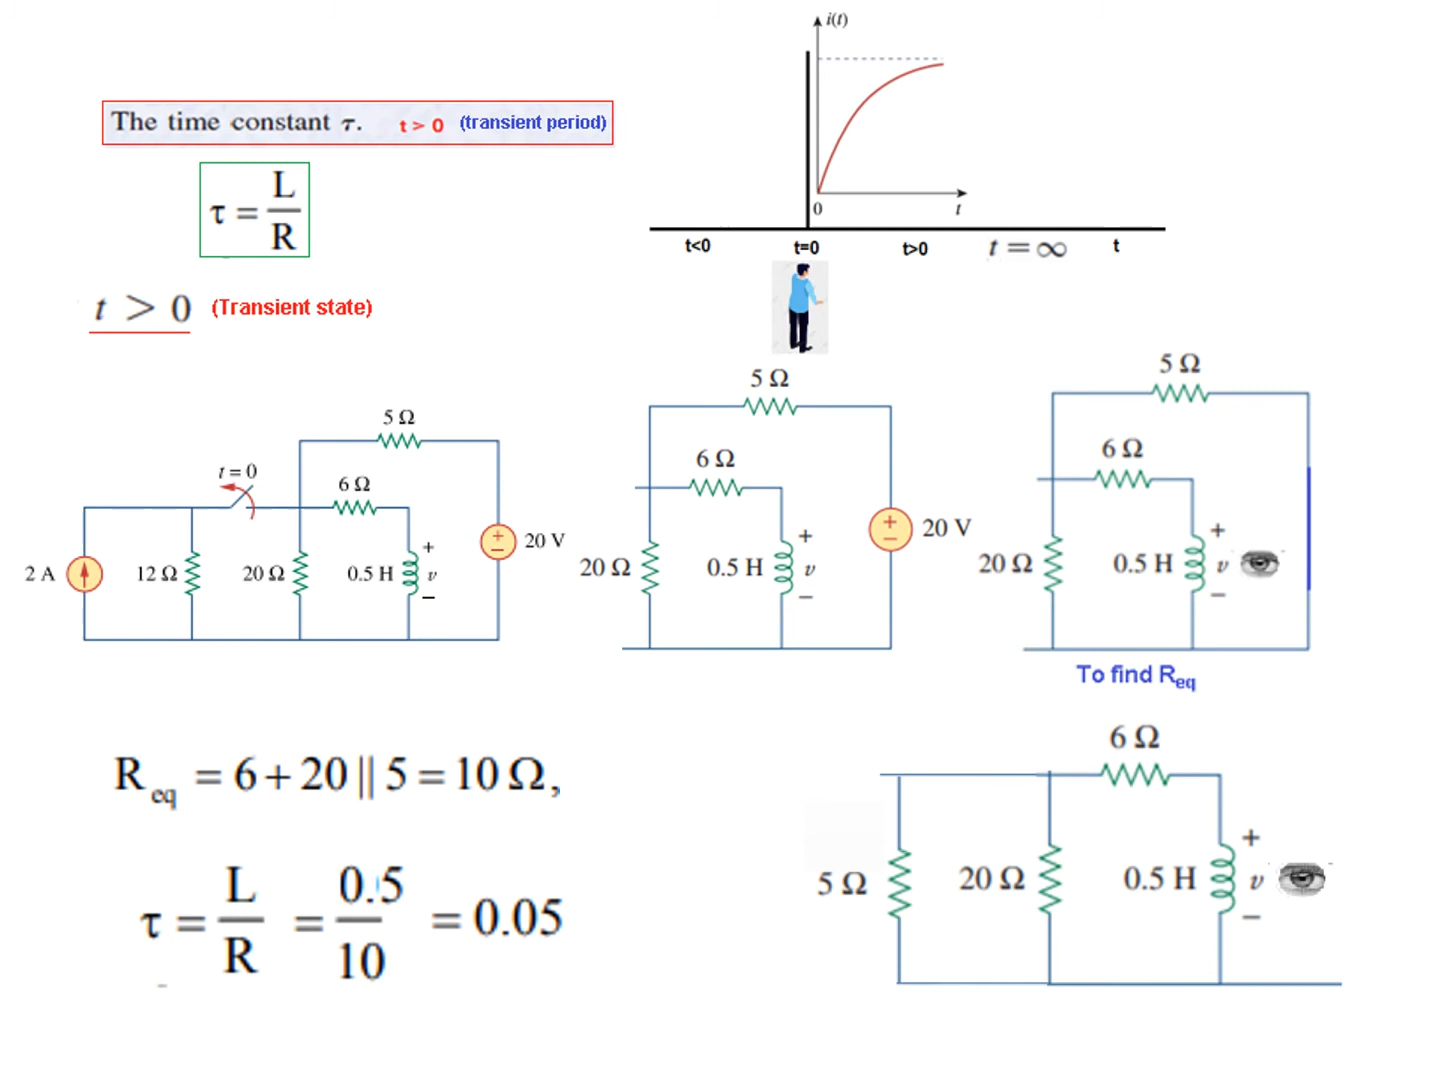 i(t)
The time constant τ. t > 0 (transient period)
τ = L/R
0 t
t<0 t=0 t>0 t = ∞ t
t > 0 (Transient state)
5 Ω
t = 0
6 Ω
2 A
12 Ω
20 Ω
0.5 H
+
v
−
+
−
20 V
5 Ω
6 Ω
20 Ω
0.5 H
+
v
−
+
−
20 V
5 Ω
6 Ω
20 Ω
0.5 H
+
v
−
To find Req
Req = 6 + 20 || 5 = 10 Ω,
τ = L/R = 0.5/10 = 0.05
6 Ω
5 Ω
20 Ω
0.5 H
+
v
−